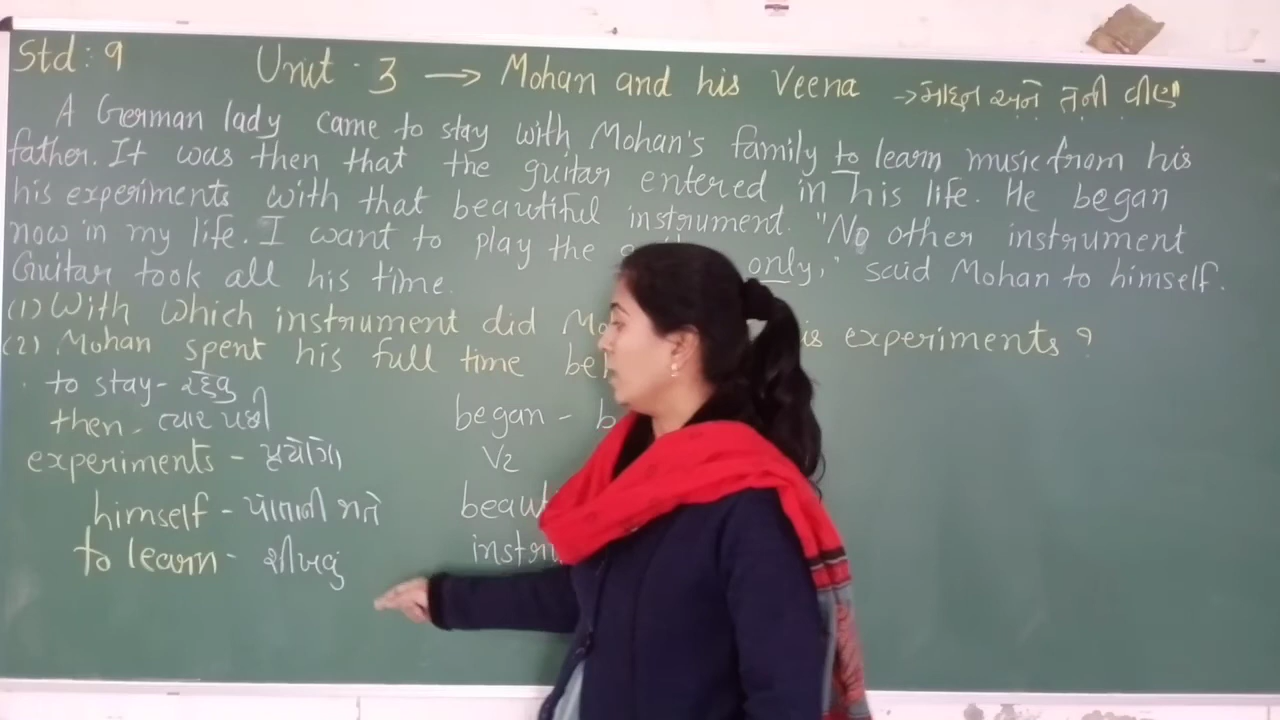 Std: 9 Unit - 3 → Mohan and his Veena → મોહન અને તેની વીણા
A German lady came to stay with Mohan's family to learn music from his
father. It was then that the guitar entered in his life. He began
his experiments with that beautiful instrument. "No other instrument
now in my life. I want to play the only," said Mohan to himself.
Guitar took all his time.
(1) With which instrument did experiments ?
(2) Mohan spent his full time
to stay - રહેવુ
then - ત્યાર પછી began -
experiments - પ્રયોગો V2
himself - પોતાની જાતે
to learn - શીખવું